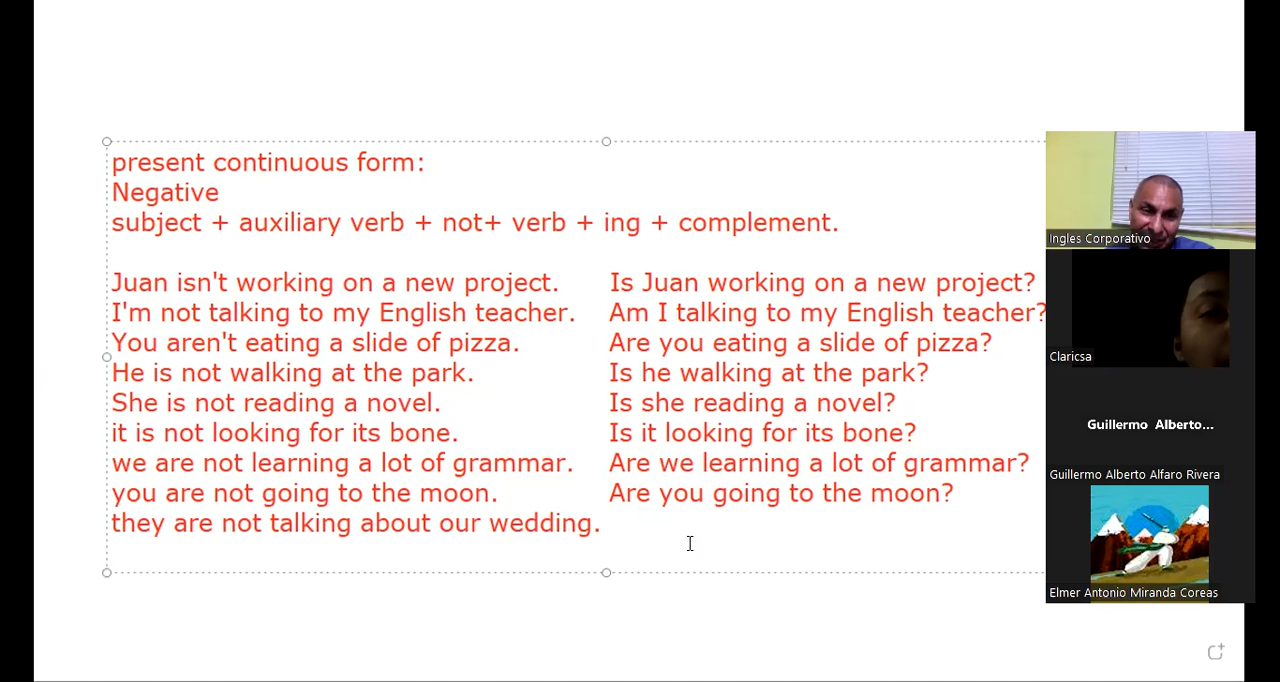 present continuous form:
Negative
subject + auxiliary verb + not+ verb + ing + complement.
Juan isn't working on a new project.
I'm not talking to my English teacher.
You aren't eating a slide of pizza.
He is not walking at the park.
She is not reading a novel.
it is not looking for its bone.
we are not learning a lot of grammar.
you are not going to the moon.
they are not talking about our wedding.
Is Juan working on a new project?
Am I talking to my English teacher?
Are you eating a slide of pizza?
Is he walking at the park?
Is she reading a novel?
Is it looking for its bone?
Are we learning a lot of grammar?
Are you going to the moon?
Ingles Corporativo
Claricsa
Guillermo Alberto...
Guillermo Alberto Alfaro Rivera
Elmer Antonio Miranda Coreas